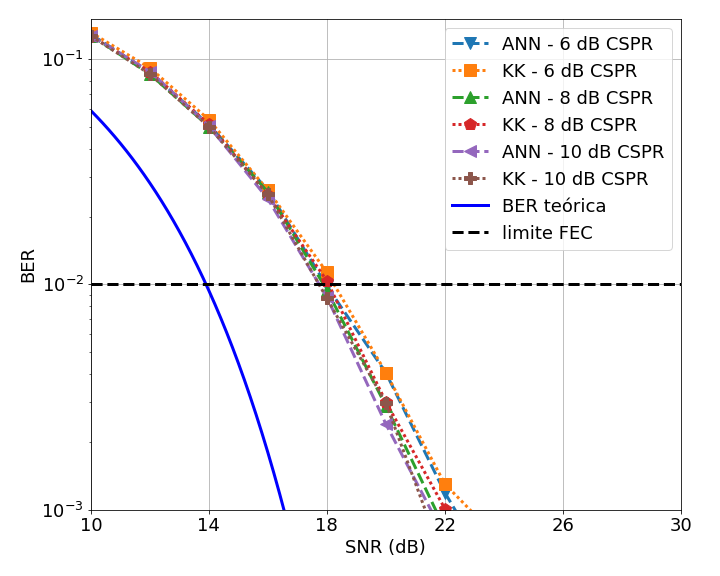 10⁻¹
10⁻²
10⁻³
BER
ANN - 6 dB CSPR
KK - 6 dB CSPR
ANN - 8 dB CSPR
KK - 8 dB CSPR
ANN - 10 dB CSPR
KK - 10 dB CSPR
BER teórica
limite FEC
10 14 18 22 26 30
SNR (dB)